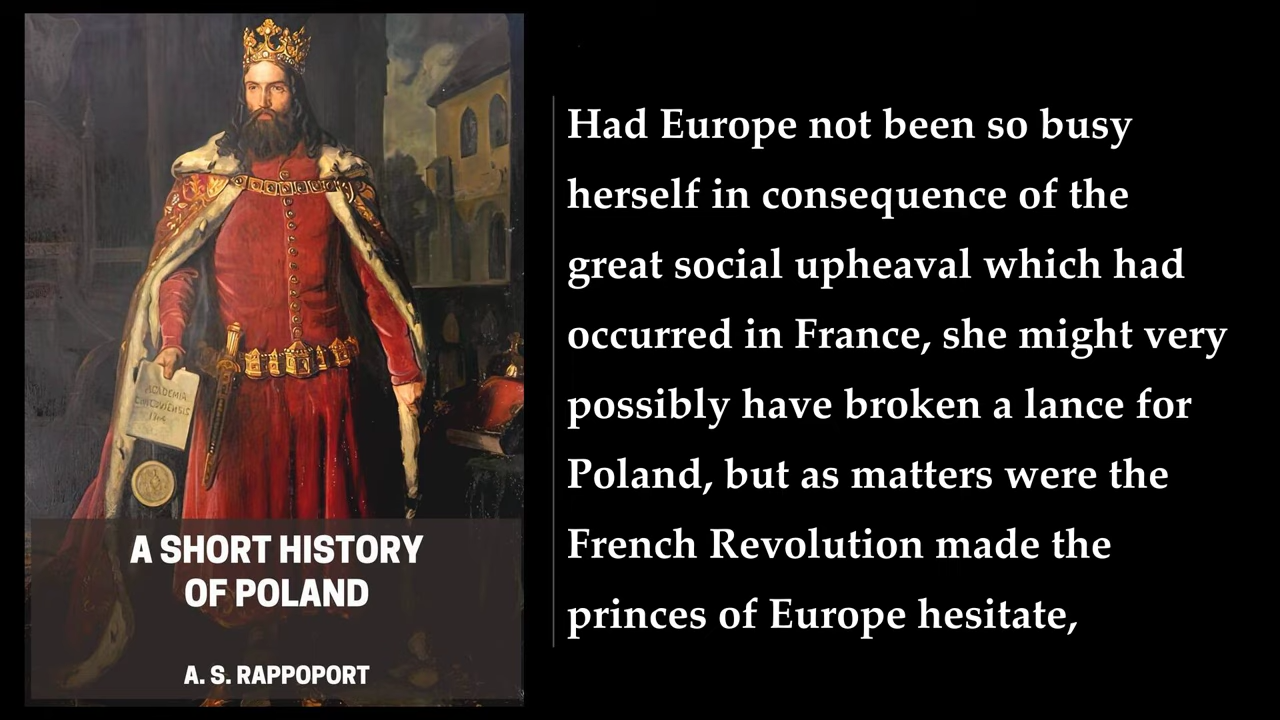 ACADEMIA
A SHORT HISTORY
OF POLAND
A. S. RAPPOPORT
Had Europe not been so busy
herself in consequence of the
great social upheaval which had
occurred in France, she might very
possibly have broken a lance for
Poland, but as matters were the
French Revolution made the
princes of Europe hesitate,